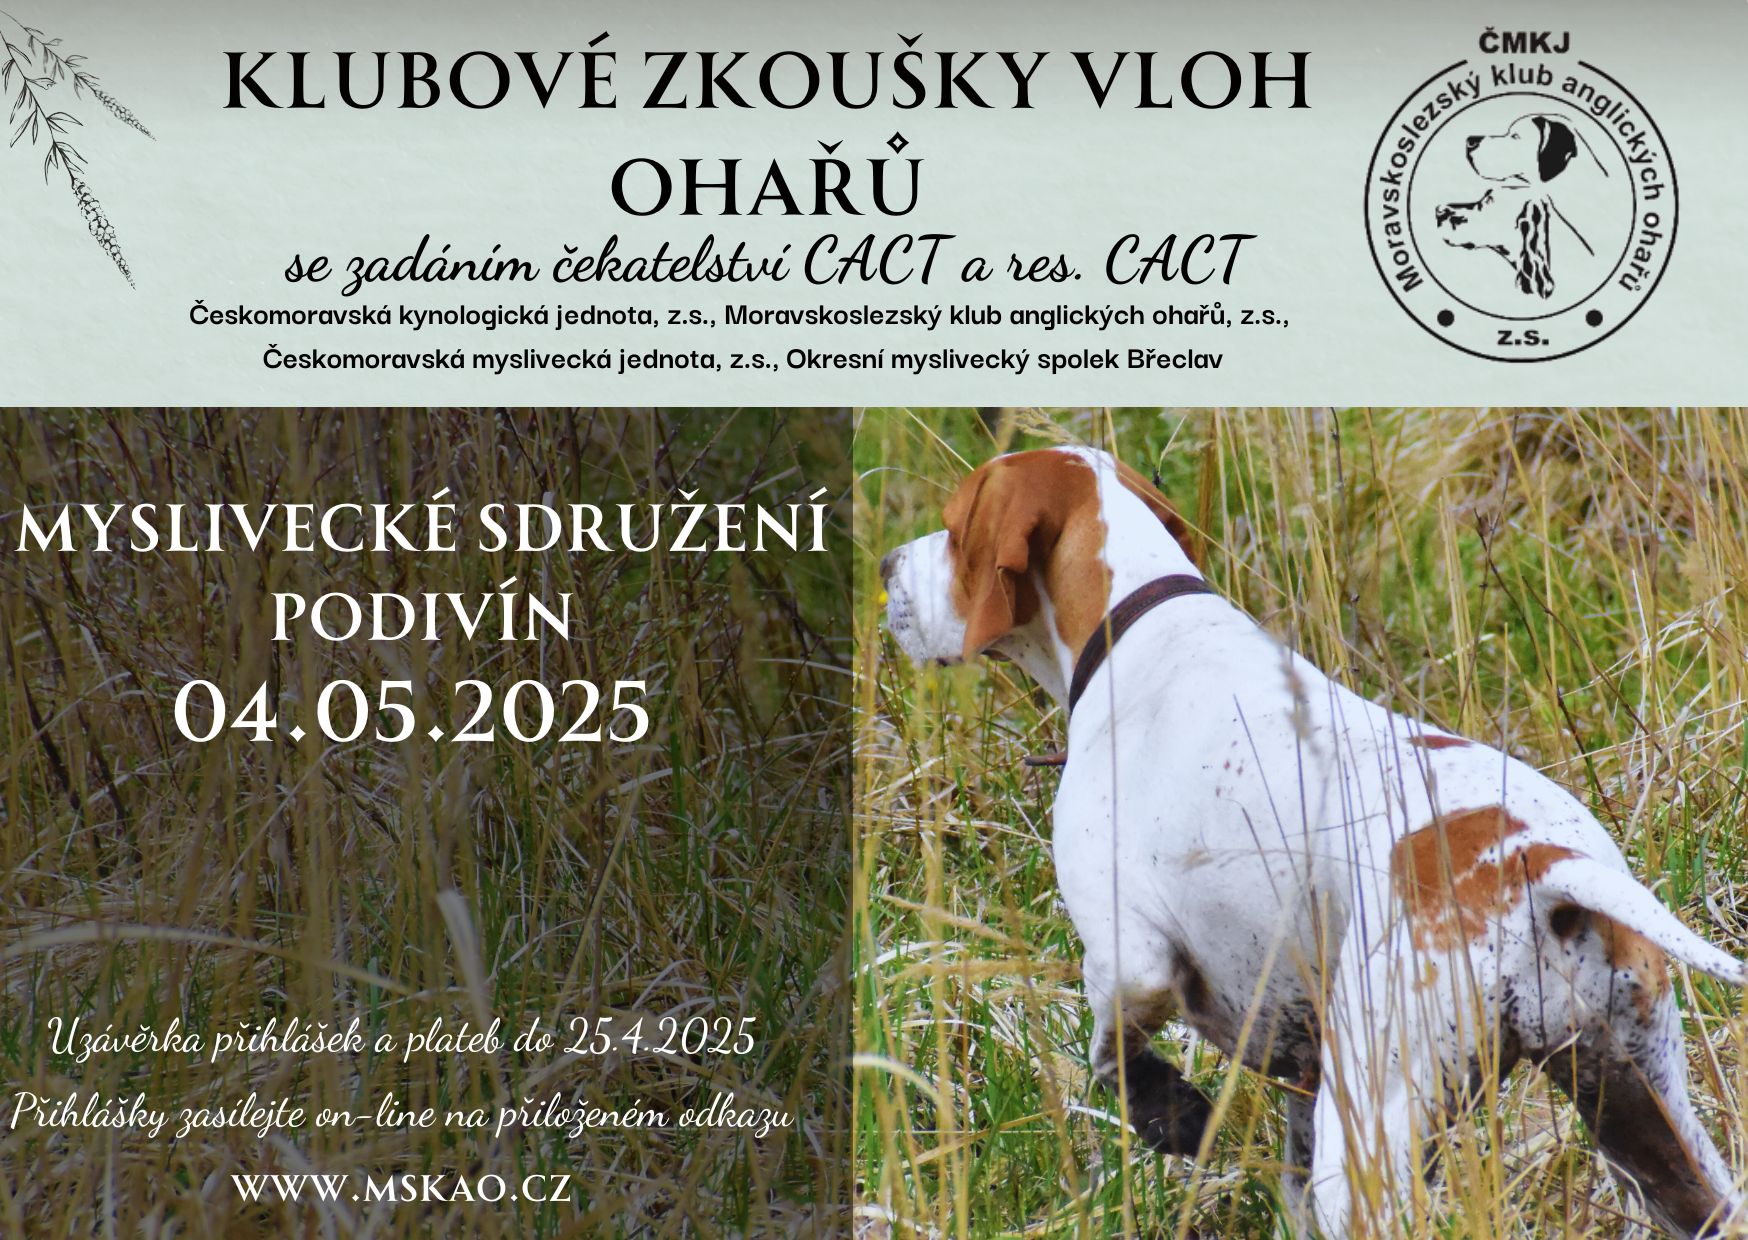 KLUBOVÉ ZKOUŠKY VLOH
OHAŘŮ
se zadáním čekatelství CACT a res. CACT
Českomoravská kynologická jednota, z.s., Moravskoslezský klub anglických ohařů, z.s.,
Českomoravská myslivecká jednota, z.s., Okresní myslivecký spolek Břeclav
ČMKJ
Moravskoslezský klub anglických ohařů
z.s.
MYSLIVECKÉ SDRUŽENÍ
PODIVÍN
04.05.2025
Uzávěrka přihlášek a plateb do 25.4.2025
Přihlášky zasílejte on-line na přiloženém odkazu
WWW.MSKAO.CZ